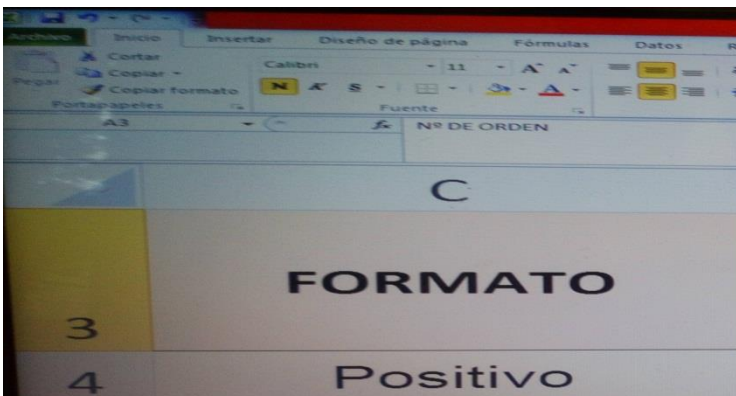 Archivo Inicio Insertar Diseño de página Fórmulas Datos R
Cortar
Copiar
Copiar formato
Pegar
Portapapeles
Calibri 11 A A
N K S A
Fuente
A3 fx Nº DE ORDEN
C
3 FORMATO
4 Positivo